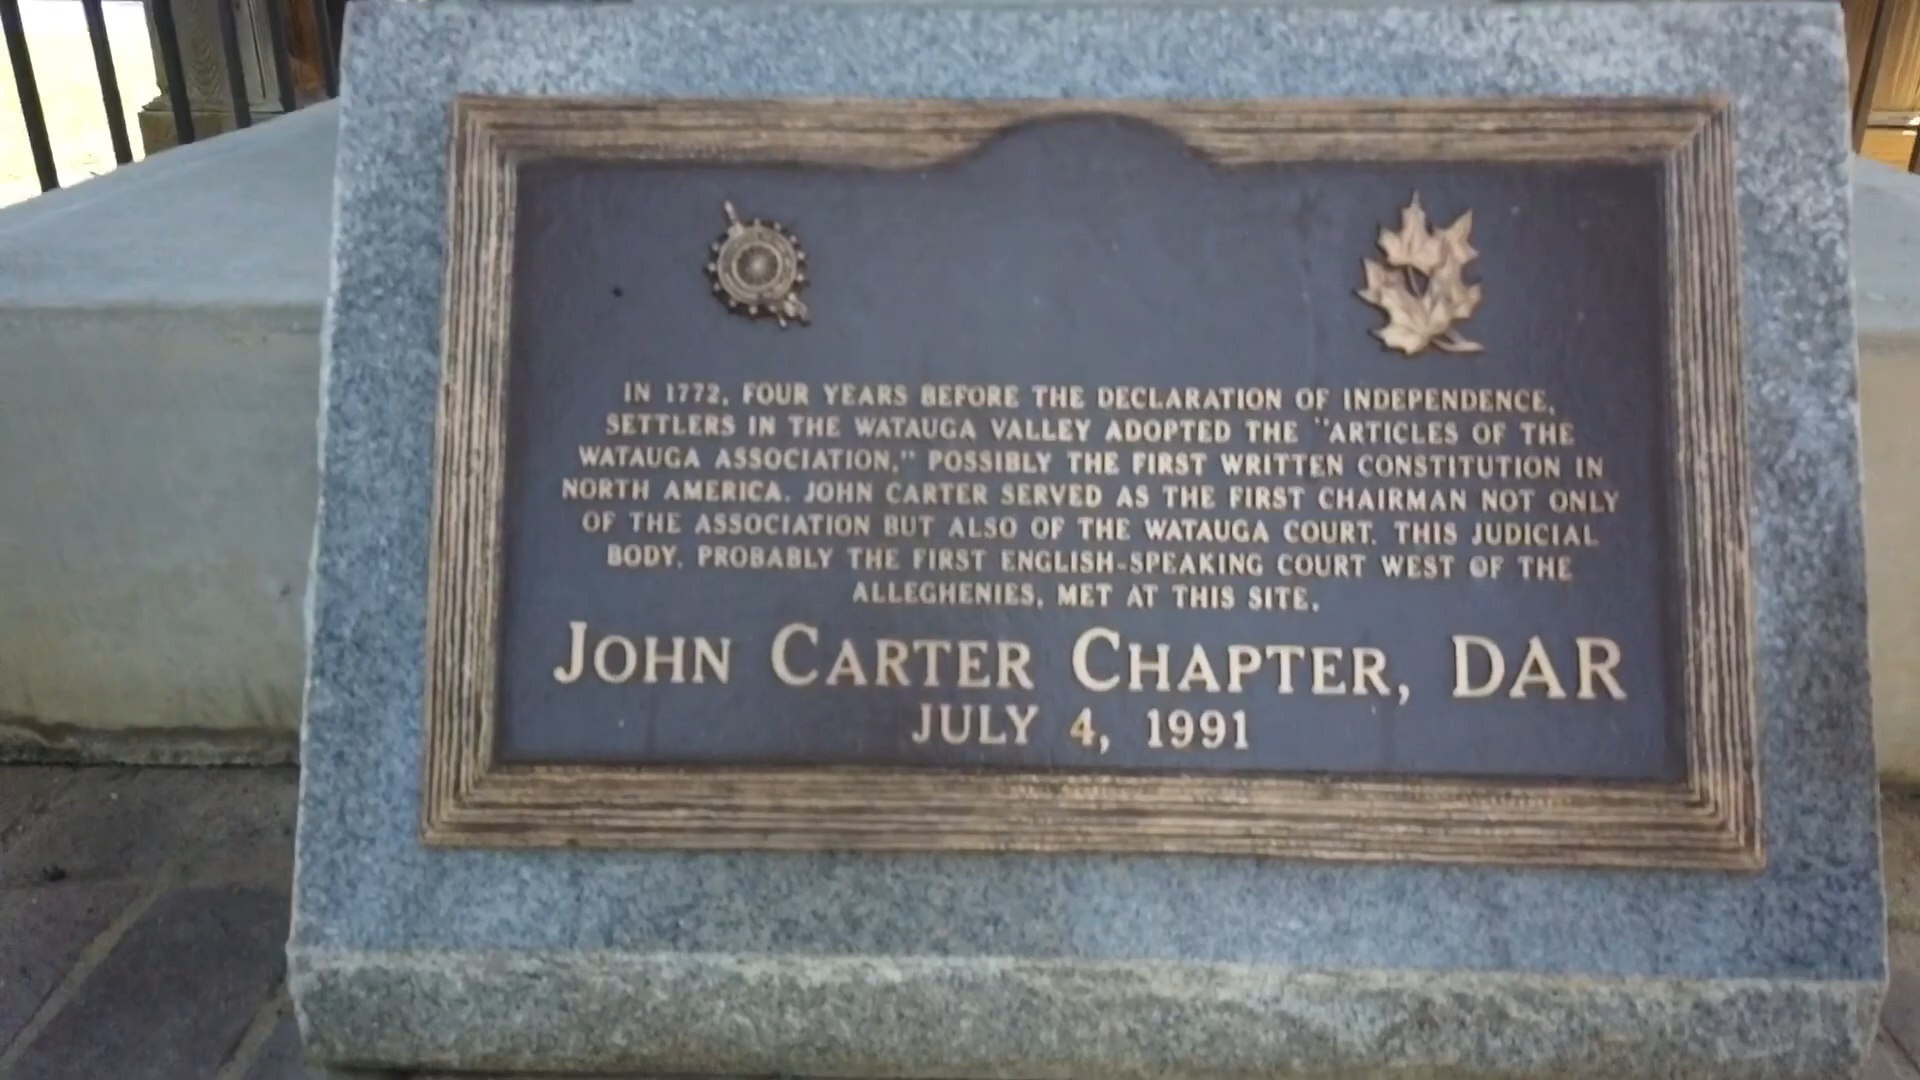 IN 1772, FOUR YEARS BEFORE THE DECLARATION OF INDEPENDENCE,
SETTLERS IN THE WATAUGA VALLEY ADOPTED THE "ARTICLES OF THE
WATAUGA ASSOCIATION," POSSIBLY THE FIRST WRITTEN CONSTITUTION IN
NORTH AMERICA. JOHN CARTER SERVED AS THE FIRST CHAIRMAN NOT ONLY
OF THE ASSOCIATION BUT ALSO OF THE WATAUGA COURT. THIS JUDICIAL
BODY, PROBABLY THE FIRST ENGLISH-SPEAKING COURT WEST OF THE
ALLEGHENIES, MET AT THIS SITE.
JOHN CARTER CHAPTER, DAR
JULY 4, 1991